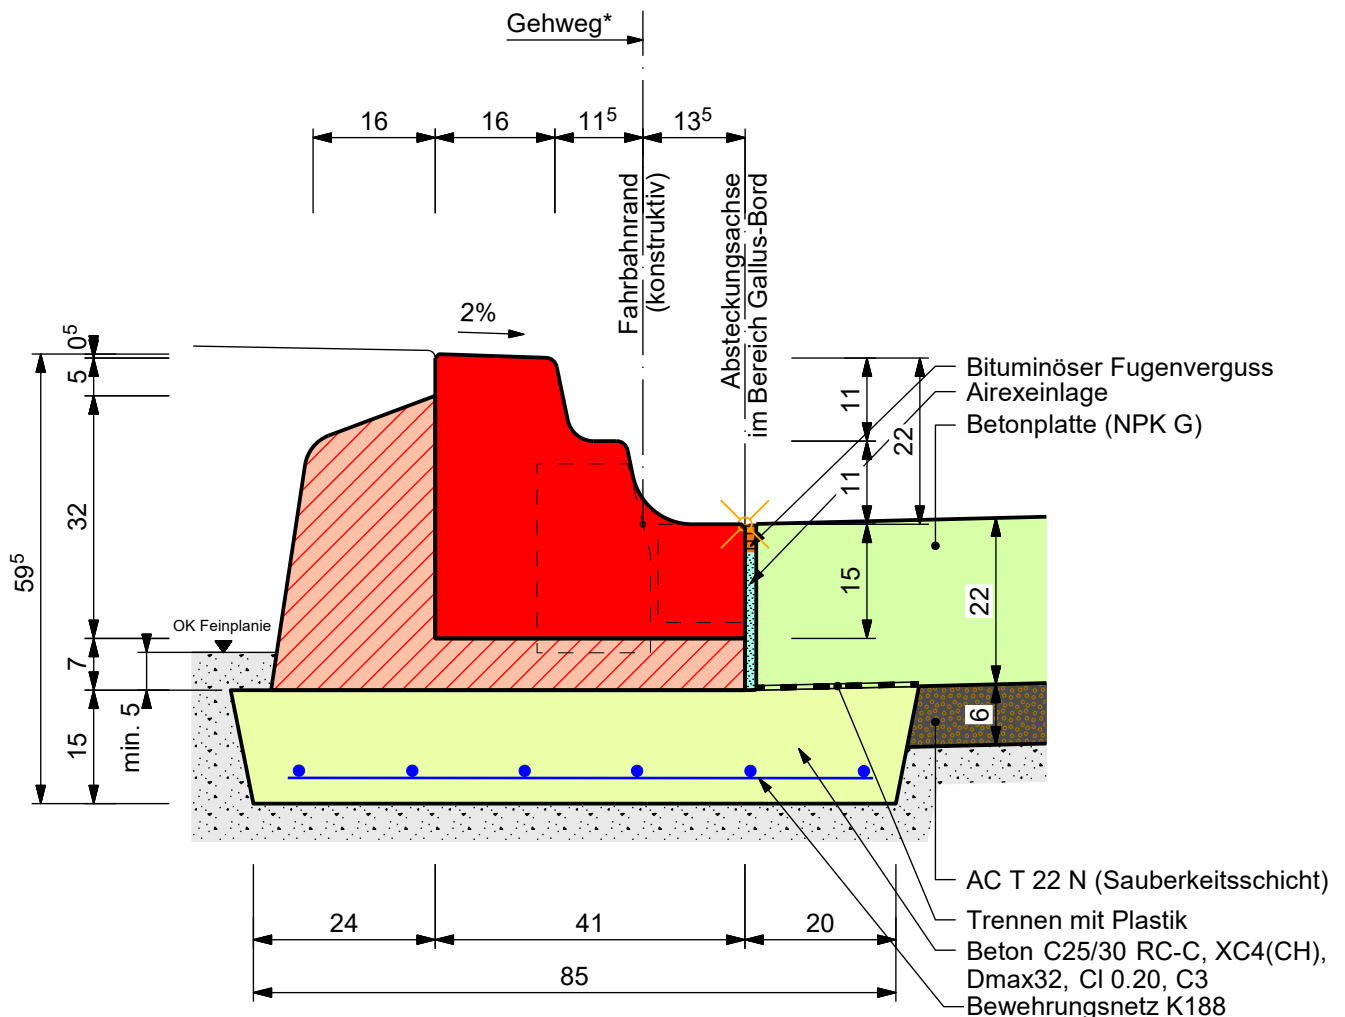 Gehweg*
16
16
11⁵
13⁵
Fahrbahnrand
(konstruktiv)
Absteckungsachse
im Bereich Gallus-Bord
2%
0⁵
5
32
7
15
59⁵
min. 5
OK Feinplanie
11
11
22
15
22
6
Bituminöser Fugenverguss
Airexeinlage
Betonplatte (NPK G)
AC T 22 N (Sauberkeitsschicht)
Trennen mit Plastik
Beton C25/30 RC-C, XC4(CH),
Dmax32, Cl 0.20, C3
Bewehrungsnetz K188
24
41
20
85